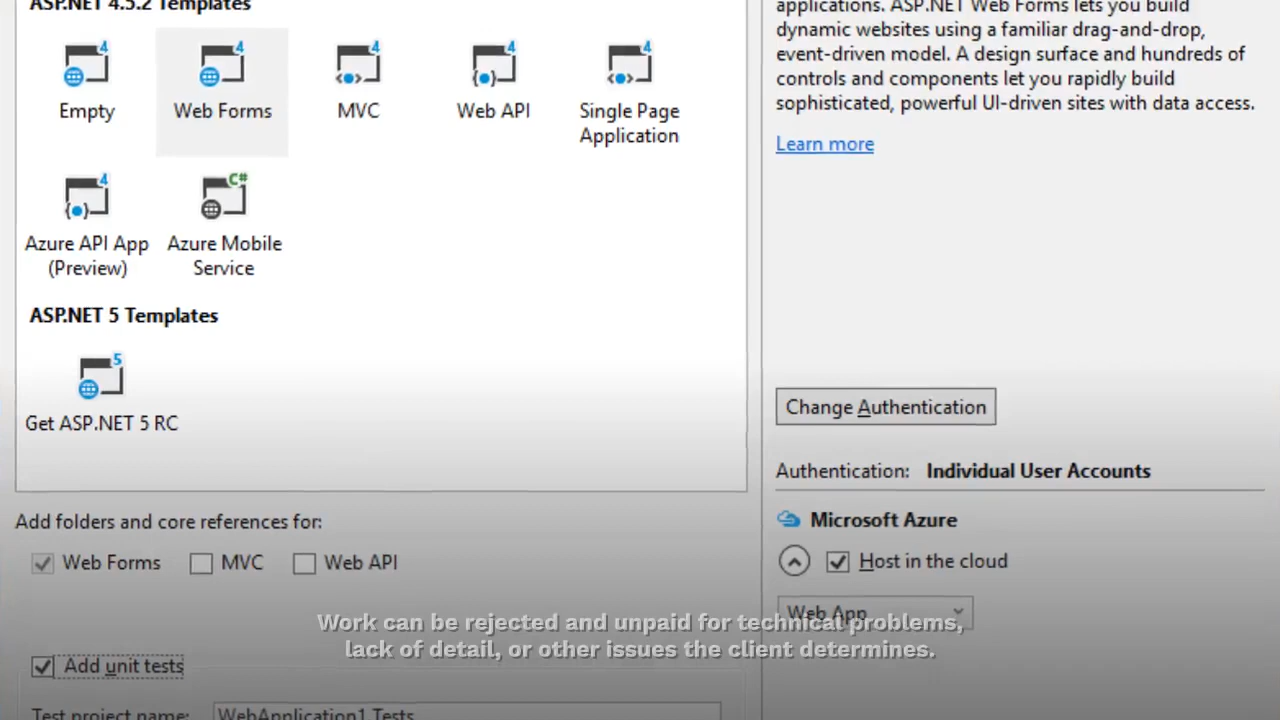 ASP.NET 4.5.2 Templates
Empty
Web Forms
MVC
Web API
Single Page
Application
Azure API App
(Preview)
Azure Mobile
Service
ASP.NET 5 Templates
Get ASP.NET 5 RC
Add folders and core references for:
Web Forms
MVC
Web API
Add unit tests
Test project name:
WebApplication1.Tests
applications. ASP.NET Web Forms lets you build
dynamic websites using a familiar drag-and-drop,
event-driven model. A design surface and hundreds of
controls and components let you rapidly build
sophisticated, powerful UI-driven sites with data access.
Learn more
Change Authentication
Authentication: Individual User Accounts
Microsoft Azure
Host in the cloud
Web App
Work can be rejected and unpaid for technical problems,
lack of detail, or other issues the client determines.